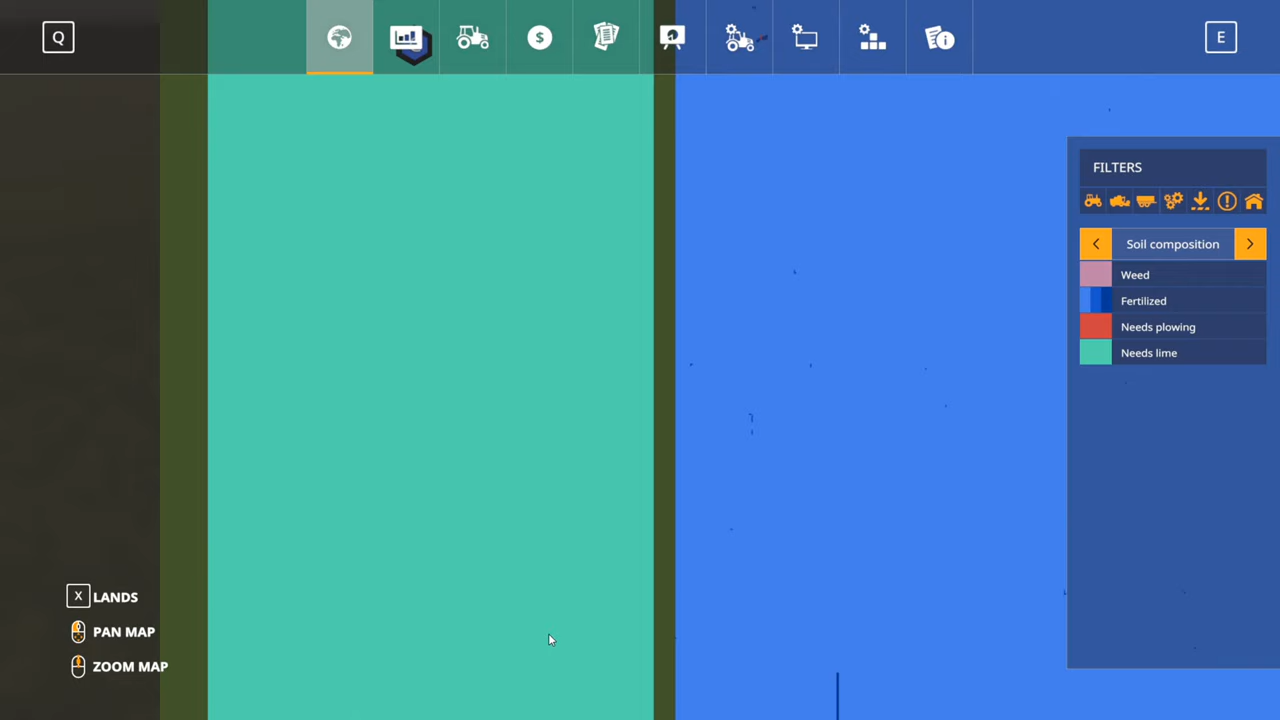 Q
$
E
FILTERS
Soil composition
Weed
Fertilized
Needs plowing
Needs lime
X LANDS
PAN MAP
ZOOM MAP